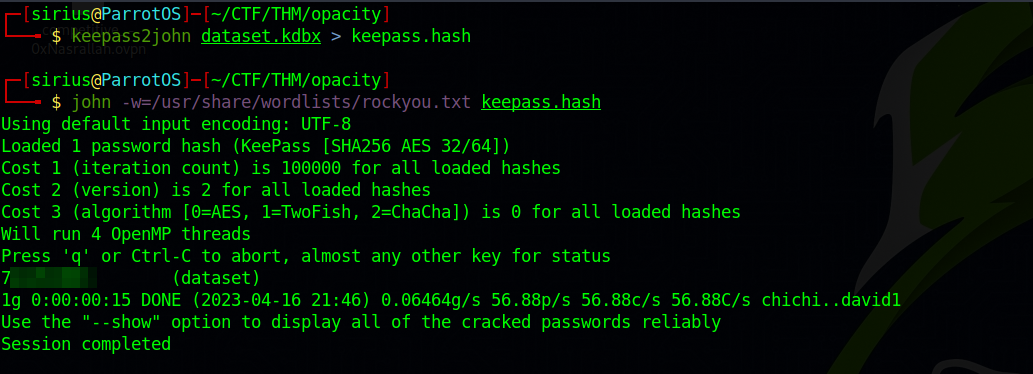 ┌─[sirius@ParrotOS]─[~/CTF/THM/opacity]
└──╼ $ keepass2john dataset.kdbx > keepass.hash
0xNasrallah.ovpn
┌─[sirius@ParrotOS]─[~/CTF/THM/opacity]
└──╼ $ john -w=/usr/share/wordlists/rockyou.txt keepass.hash
Using default input encoding: UTF-8
Loaded 1 password hash (KeePass [SHA256 AES 32/64])
Cost 1 (iteration count) is 100000 for all loaded hashes
Cost 2 (version) is 2 for all loaded hashes
Cost 3 (algorithm [0=AES, 1=TwoFish, 2=ChaCha]) is 0 for all loaded hashes
Will run 4 OpenMP threads
Press 'q' or Ctrl-C to abort, almost any other key for status
7 (dataset)
1g 0:00:00:15 DONE (2023-04-16 21:46) 0.06464g/s 56.88p/s 56.88c/s 56.88C/s chichi..david1
Use the "--show" option to display all of the cracked passwords reliably
Session completed